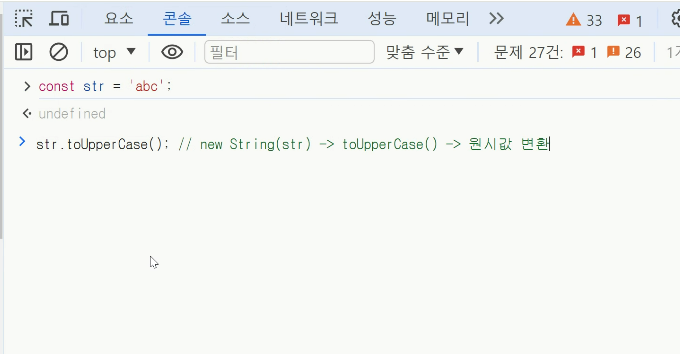 요소 콘솔 소스 네트워크 성능 메모리 33 1
top 필터 맞춤 수준 문제 27건: 1 26
const str = 'abc';
undefined
str.toUpperCase(); // new String(str) -> toUpperCase() -> 원시값 변환